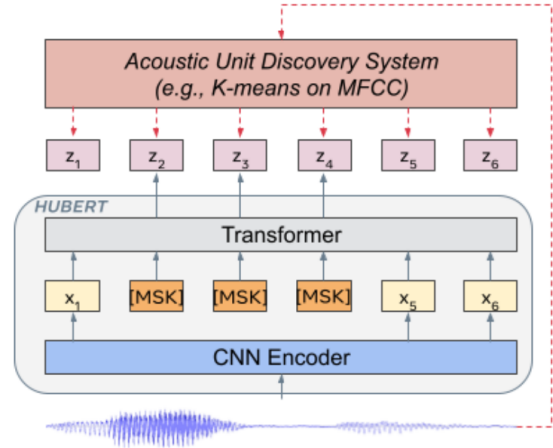 Acoustic Unit Discovery System
(e.g., K-means on MFCC)
z1 z2 z3 z4 z5 z6
HUBERT
Transformer
x1 [MSK] [MSK] [MSK] x5 x6
CNN Encoder